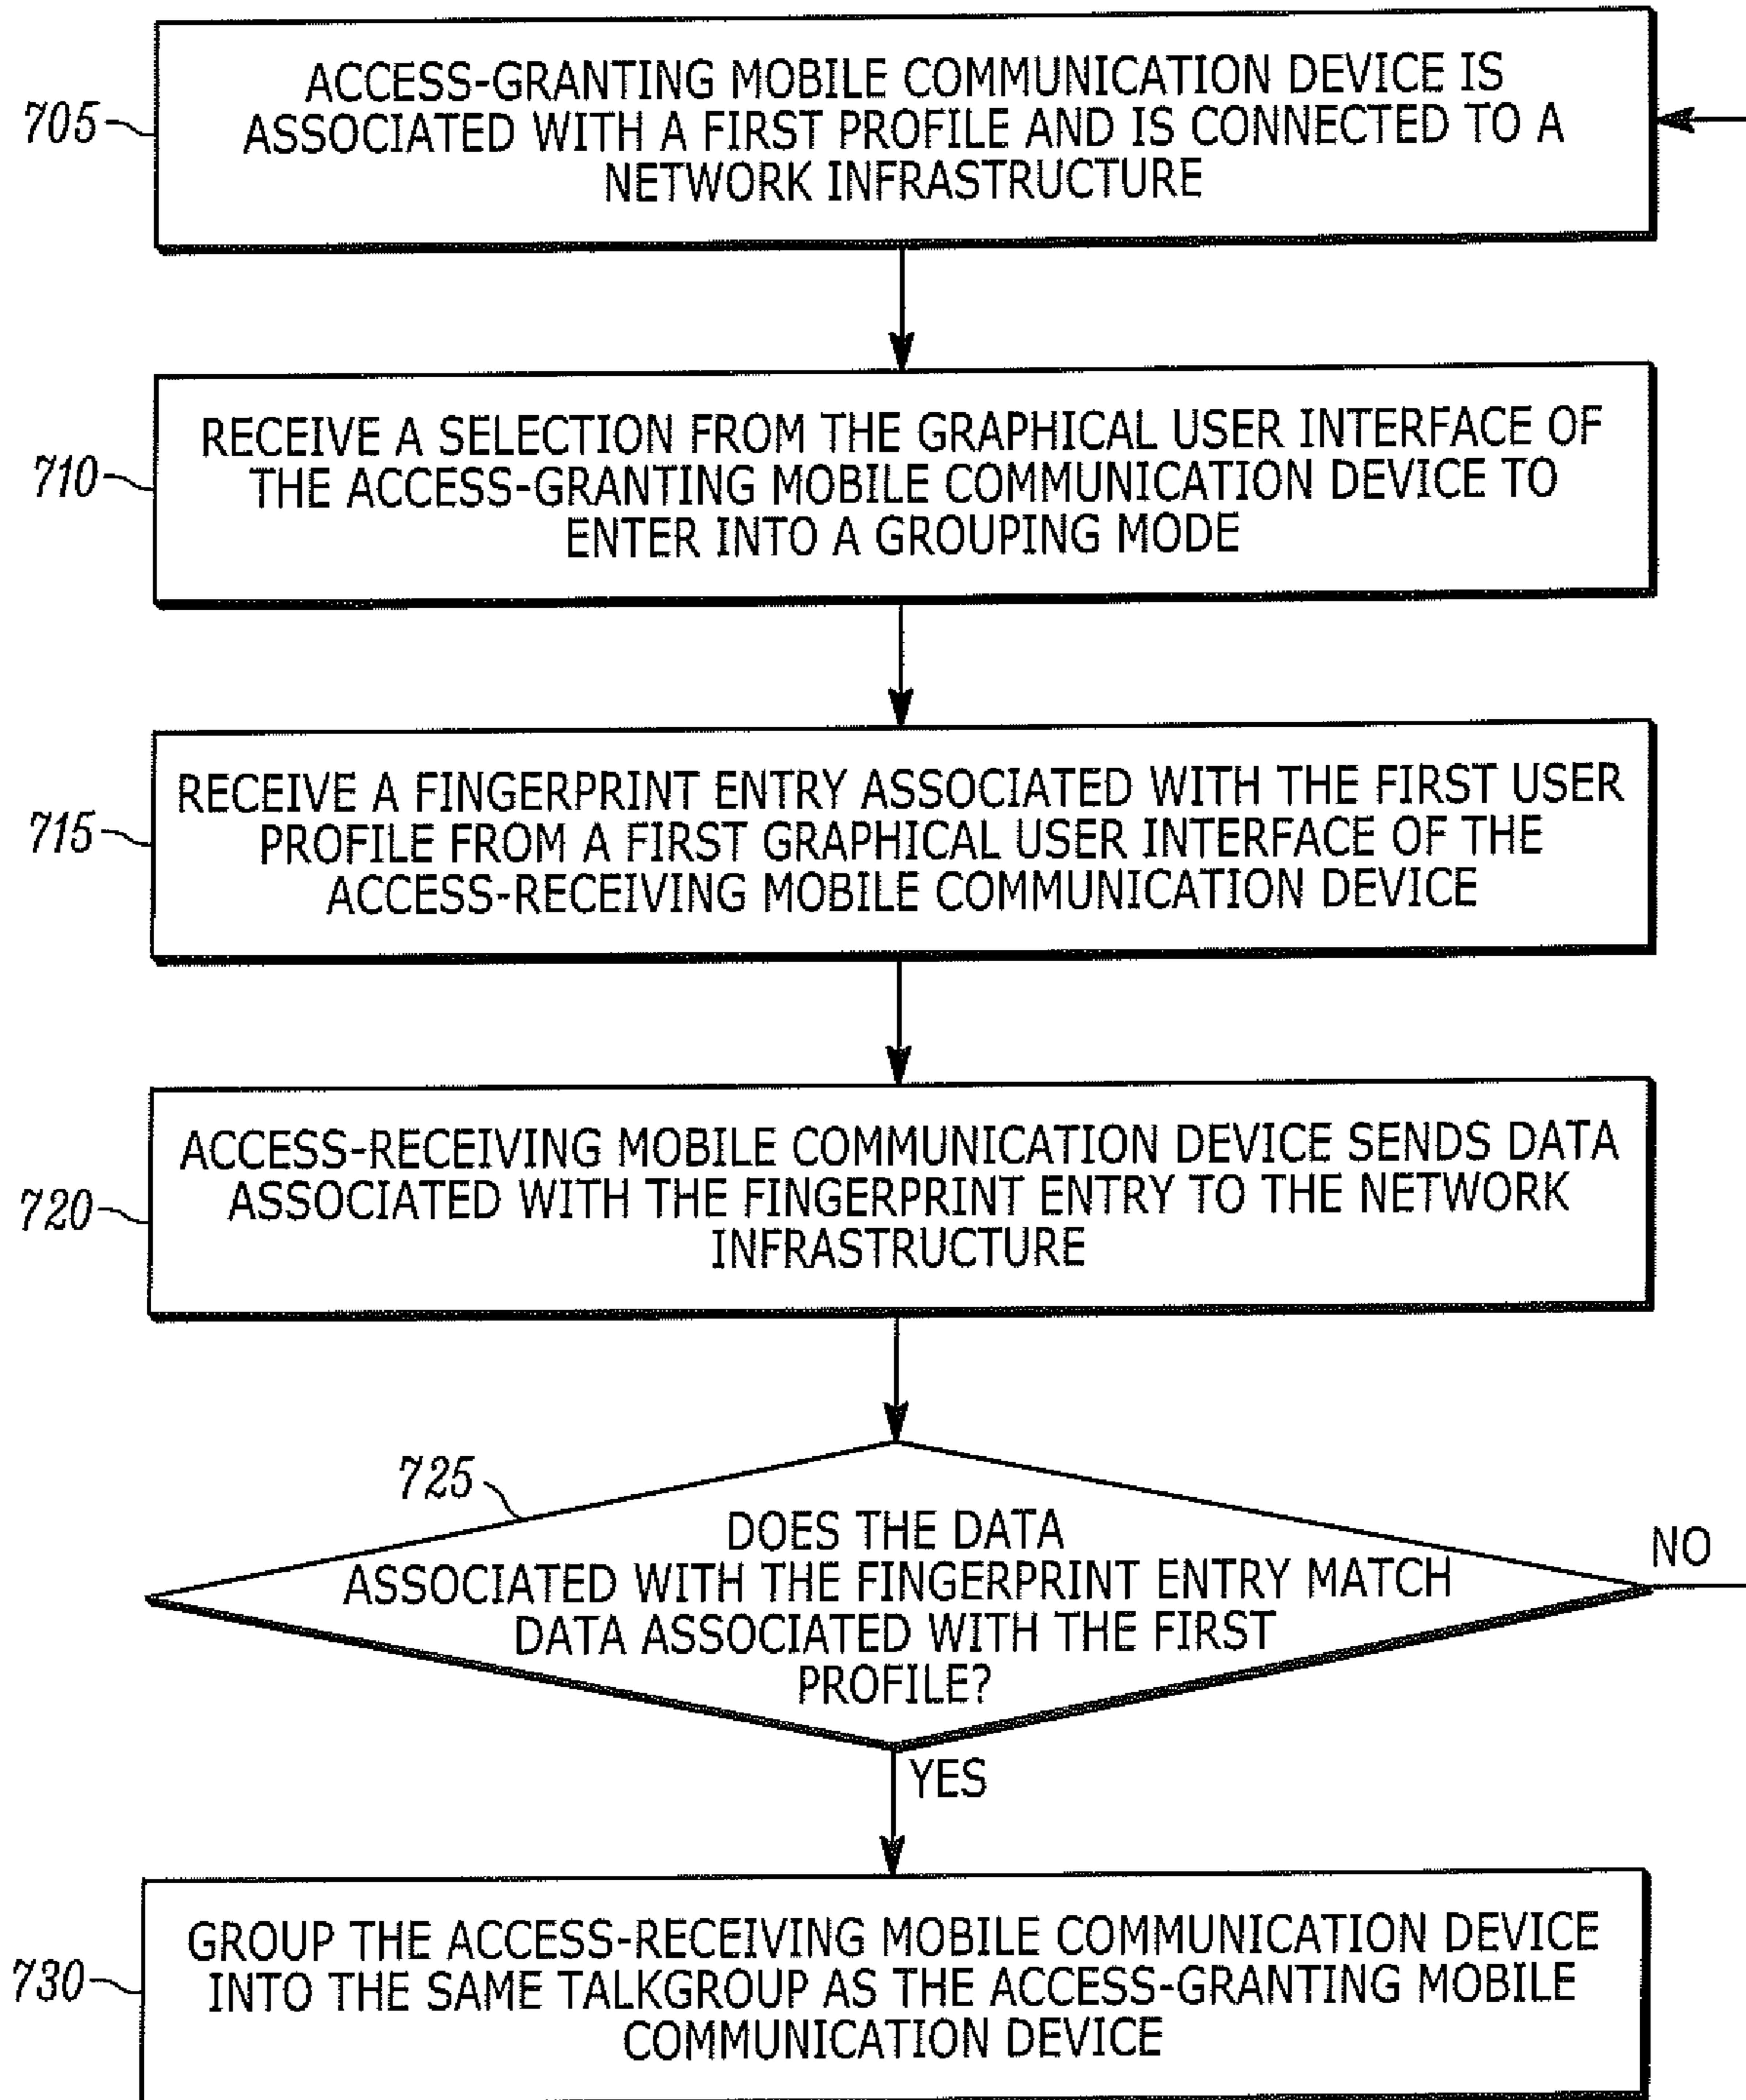 705
ACCESS-GRANTING MOBILE COMMUNICATION DEVICE IS
ASSOCIATED WITH A FIRST PROFILE AND IS CONNECTED TO A
NETWORK INFRASTRUCTURE
710
RECEIVE A SELECTION FROM THE GRAPHICAL USER INTERFACE OF
THE ACCESS-GRANTING MOBILE COMMUNICATION DEVICE TO
ENTER INTO A GROUPING MODE
715
RECEIVE A FINGERPRINT ENTRY ASSOCIATED WITH THE FIRST USER
PROFILE FROM A FIRST GRAPHICAL USER INTERFACE OF THE
ACCESS-RECEIVING MOBILE COMMUNICATION DEVICE
720
ACCESS-RECEIVING MOBILE COMMUNICATION DEVICE SENDS DATA
ASSOCIATED WITH THE FINGERPRINT ENTRY TO THE NETWORK
INFRASTRUCTURE
725
DOES THE DATA
ASSOCIATED WITH THE FINGERPRINT ENTRY MATCH
DATA ASSOCIATED WITH THE FIRST
PROFILE?
NO
YES
730
GROUP THE ACCESS-RECEIVING MOBILE COMMUNICATION DEVICE
INTO THE SAME TALKGROUP AS THE ACCESS-GRANTING MOBILE
COMMUNICATION DEVICE